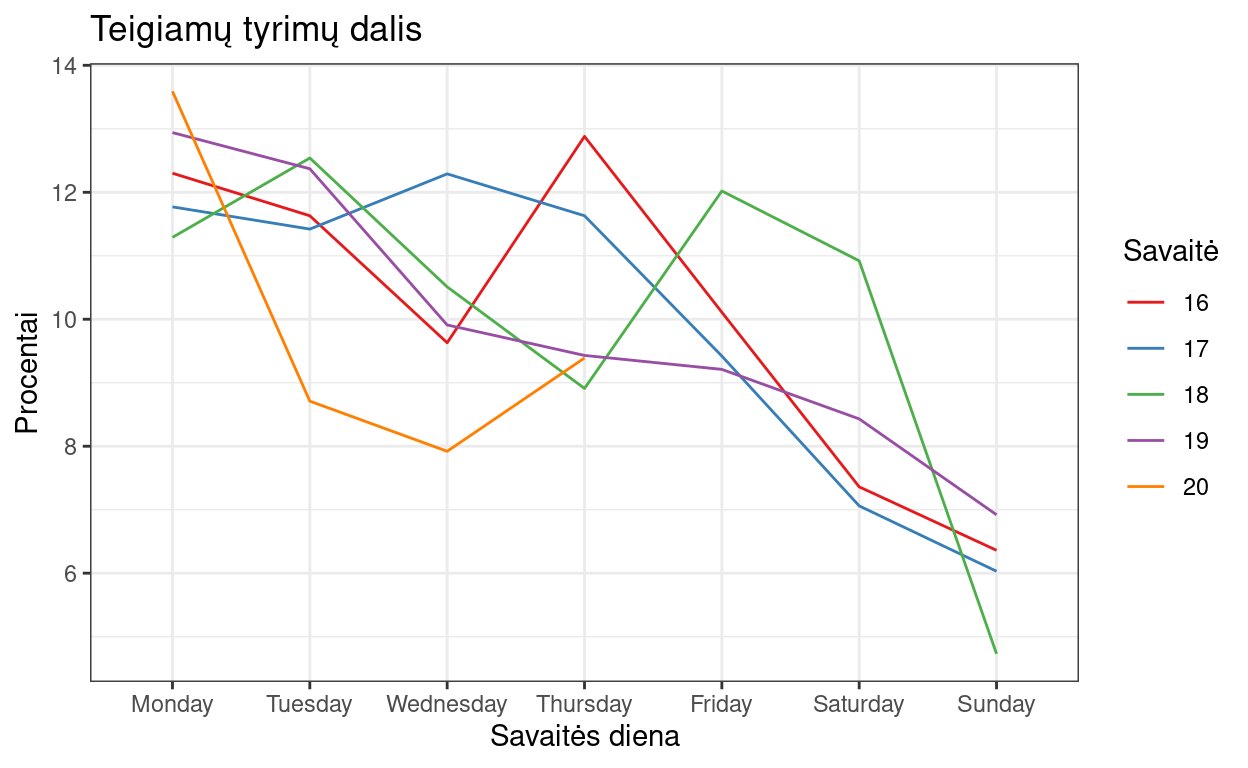 Teigiamų tyrimų dalis
14
12
10
8
6
Procentai
Monday Tuesday Wednesday Thursday Friday Saturday Sunday
Savaitės diena
Savaitė
16
17
18
19
20